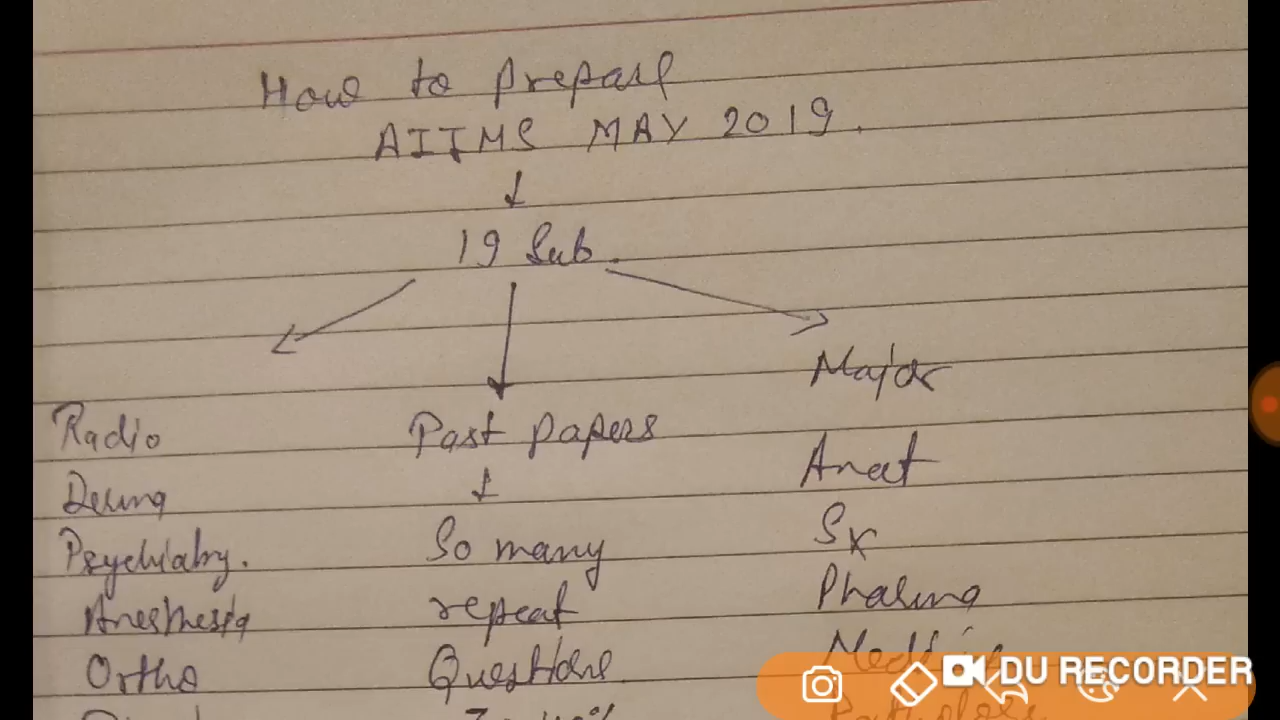 How to prepare
AIIMS MAY 2019.
19 Sub.
Major
Radio
Past papers
Anat
Derma
Psychiatry.
So many
Sx
Anesthesia
repeat
Pharma
Ortho
Questions
Medicine
DU RECORDER